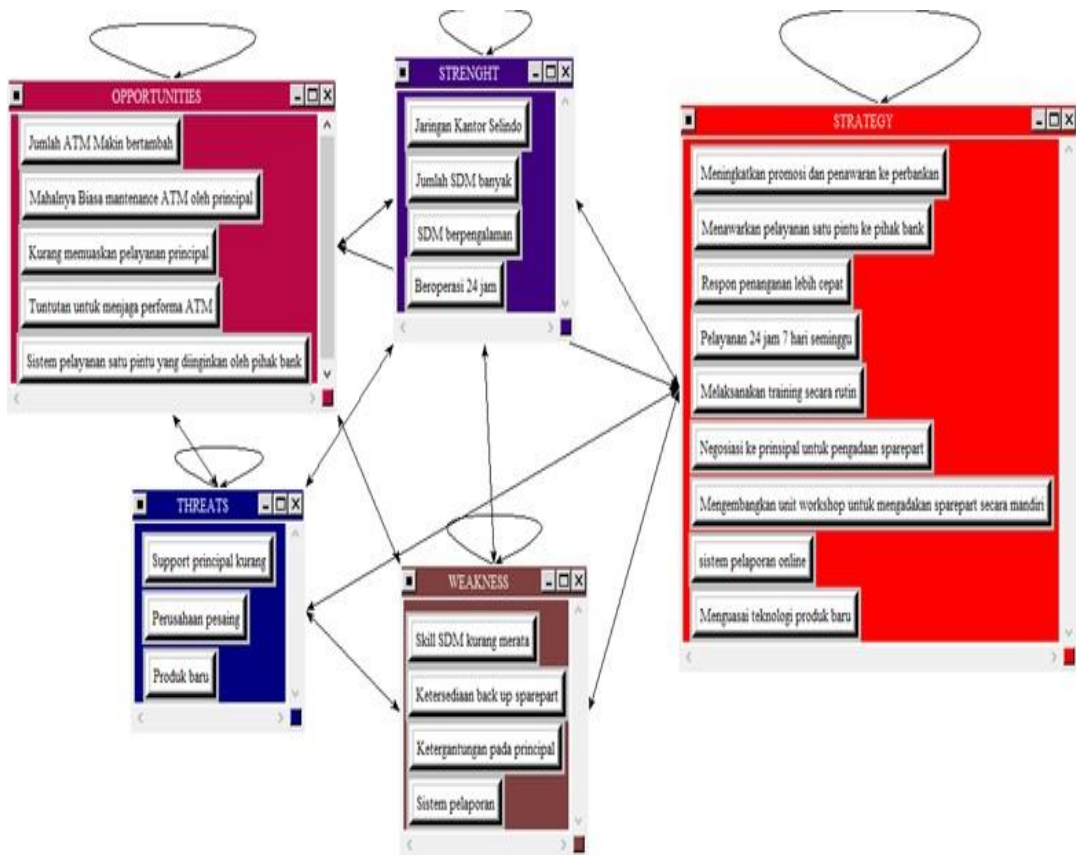 OPPORTUNITIES
Jumlah ATM Makin bertambah
Mahalnya Biasa mantenance ATM oleh principal
Kurang memuaskan pelayanan principal
Tuntutan untuk menjaga performa ATM
Sistem pelayanan satu pintu yang diinginkan oleh pihak bank
STRENGHT
Jaringan Kantor Selindo
Jumlah SDM banyak
SDM berpengalaman
Beroperasi 24 jam
STRATEGY
Meningkatkan promosi dan penawaran ke perbankan
Menawarkan pelayanan satu pintu ke pihak bank
Respon penanganan lebih cepat
Pelayanan 24 jam 7 hari seminggu
Melaksanakan training secara rutin
Negosiasi ke prinsipal untuk pengadaan sparepart
Mengembangkan unit workshop untuk mengadakan sparepart secara mandiri
sistem pelaporan online
Menguasai teknologi produk baru
THREATS
Support principal kurang
Perusahaan pesaing
Produk baru
WEAKNESS
Skill SDM kurang merata
Ketersediaan back up sparepart
Ketergantungan pada principal
Sistem pelaporan